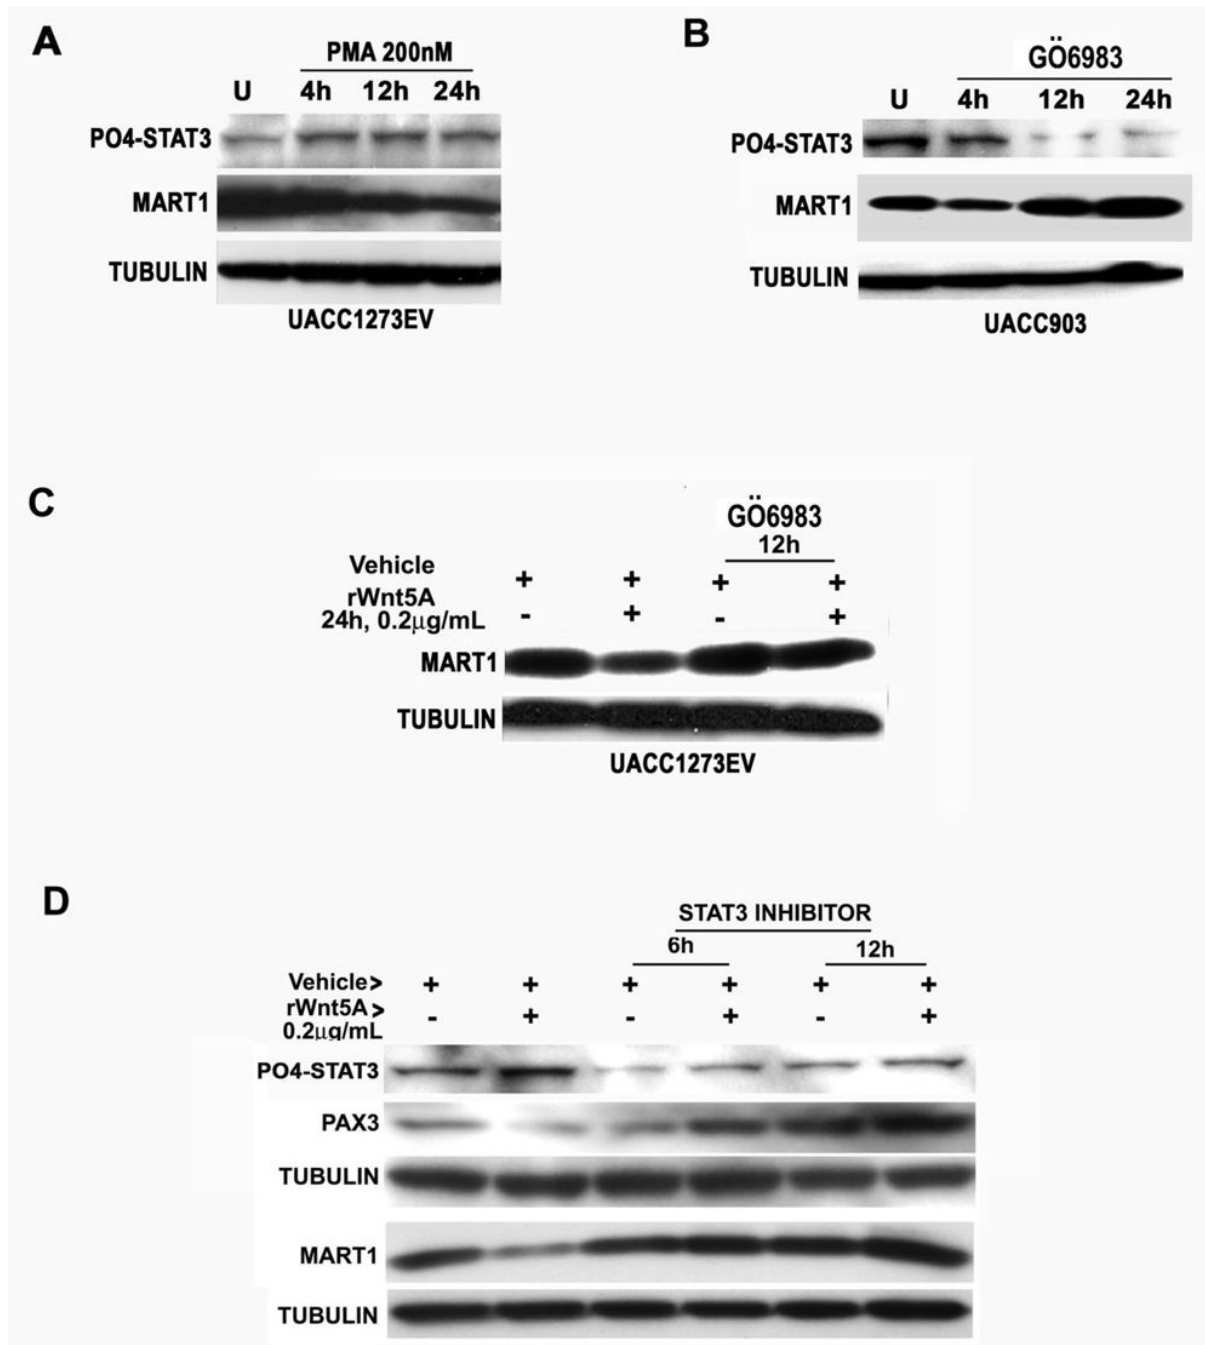 A
PMA 200nM
U 4h 12h 24h
PO4-STAT3
MART1
TUBULIN
UACC1273EV
B
GÖ6983
U 4h 12h 24h
PO4-STAT3
MART1
TUBULIN
UACC903
C
GÖ6983
12h
Vehicle + + + +
rWnt5A
24h, 0.2µg/mL - + - +
MART1
TUBULIN
UACC1273EV
D
STAT3 INHIBITOR
6h 12h
Vehicle> + + + + + +
rWnt5A> - + - + - +
0.2µg/mL
PO4-STAT3
PAX3
TUBULIN
MART1
TUBULIN